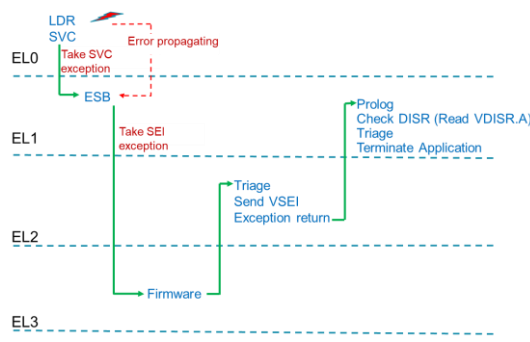 LDR
SVC
Error propagating
Take SVC
exception
EL0
ESB
Prolog
Check DISR (Read VDISR.A)
Triage
Terminate Application
Take SEI
exception
EL1
Triage
Send VSEI
Exception return
EL2
Firmware
EL3